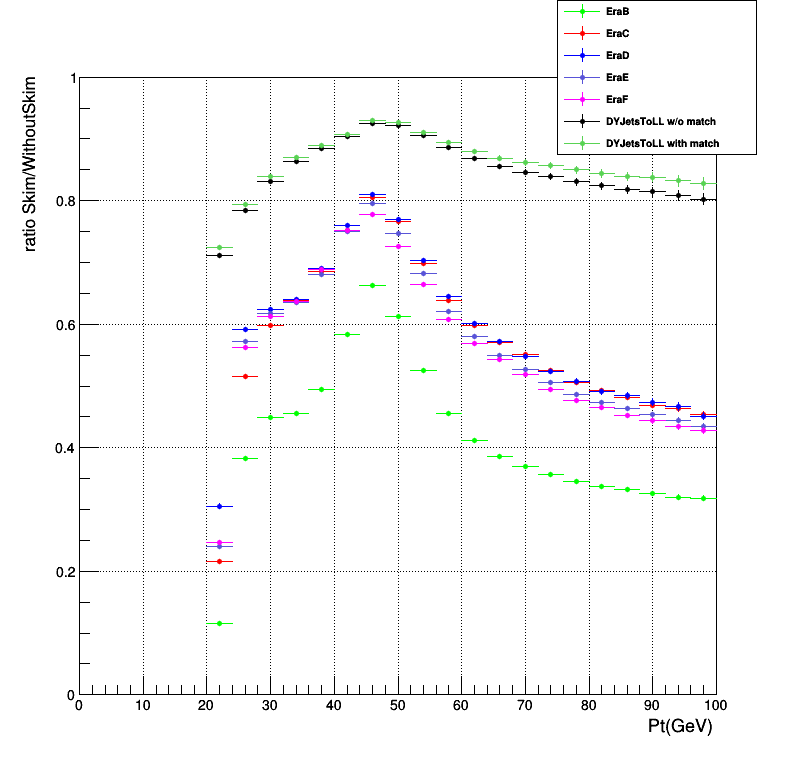 EraB
EraC
EraD
EraE
EraF
DYJetsToLL w/o match
DYJetsToLL with match
ratio Skim/WithoutSkim
1
0.8
0.6
0.4
0.2
0
0 10 20 30 40 50 60 70 80 90 100
Pt(GeV)